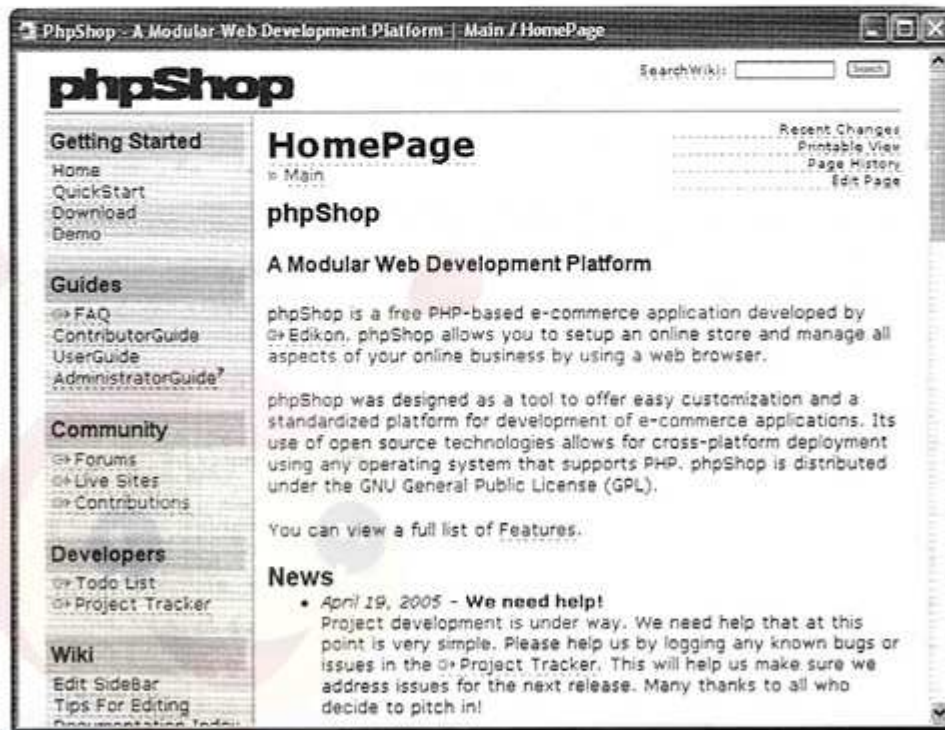 PhpShop - A Modular Web Development Platform | Main / HomePage
phpShop
SearchWiki:
Search
Getting Started
Home
QuickStart
Download
Demo
Guides
FAQ
ContributorGuide
UserGuide
AdministratorGuide?
Community
Forums
Live Sites
Contributions
Developers
Todo List
Project Tracker
Wiki
Edit SideBar
Tips For Editing
Documentation Index
Recent Changes
Printable View
Page History
Edit Page
HomePage
» Main
phpShop
A Modular Web Development Platform
phpShop is a free PHP-based e-commerce application developed by
Edikon. phpShop allows you to setup an online store and manage all
aspects of your online business by using a web browser.
phpShop was designed as a tool to offer easy customization and a
standardized platform for development of e-commerce applications. Its
use of open source technologies allows for cross-platform deployment
using any operating system that supports PHP. phpShop is distributed
under the GNU General Public License (GPL).
You can view a full list of Features.
News
• April 19, 2005 - We need help!
Project development is under way. We need help that at this
point is very simple. Please help us by logging any known bugs or
issues in the Project Tracker. This will help us make sure we
address issues for the next release. Many thanks to all who
decide to pitch in!